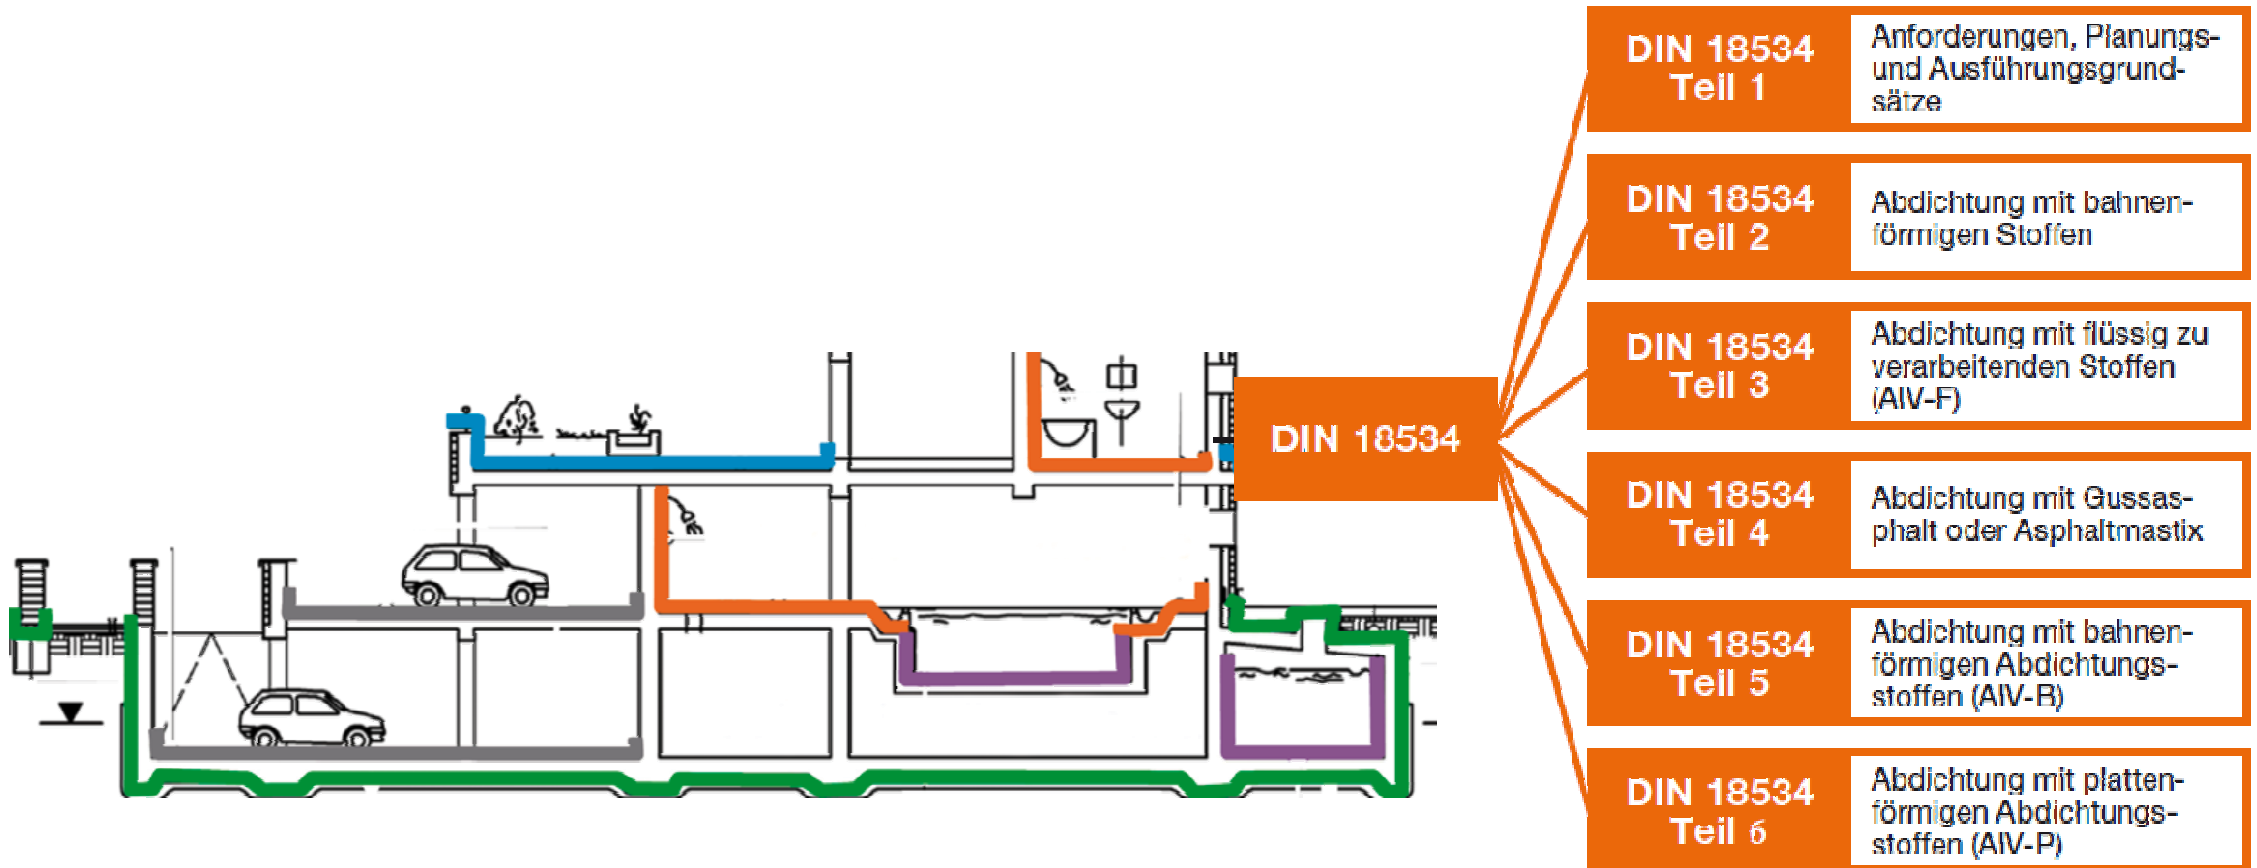 DIN 18534
DIN 18534
Teil 1
Anforderungen, Planungs-
und Ausführungsgrund-
sätze
DIN 18534
Teil 2
Abdichtung mit bahnen-
förmigen Stoffen
DIN 18534
Teil 3
Abdichtung mit flüssig zu
verarbeitenden Stoffen
(AIV-F)
DIN 18534
Teil 4
Abdichtung mit Gussas-
phalt oder Asphaltmastix
DIN 18534
Teil 5
Abdichtung mit bahnen-
förmigen Abdichtungs-
stoffen (AIV-B)
DIN 18534
Teil 6
Abdichtung mit platten-
förmigen Abdichtungs-
stoffen (AIV-P)